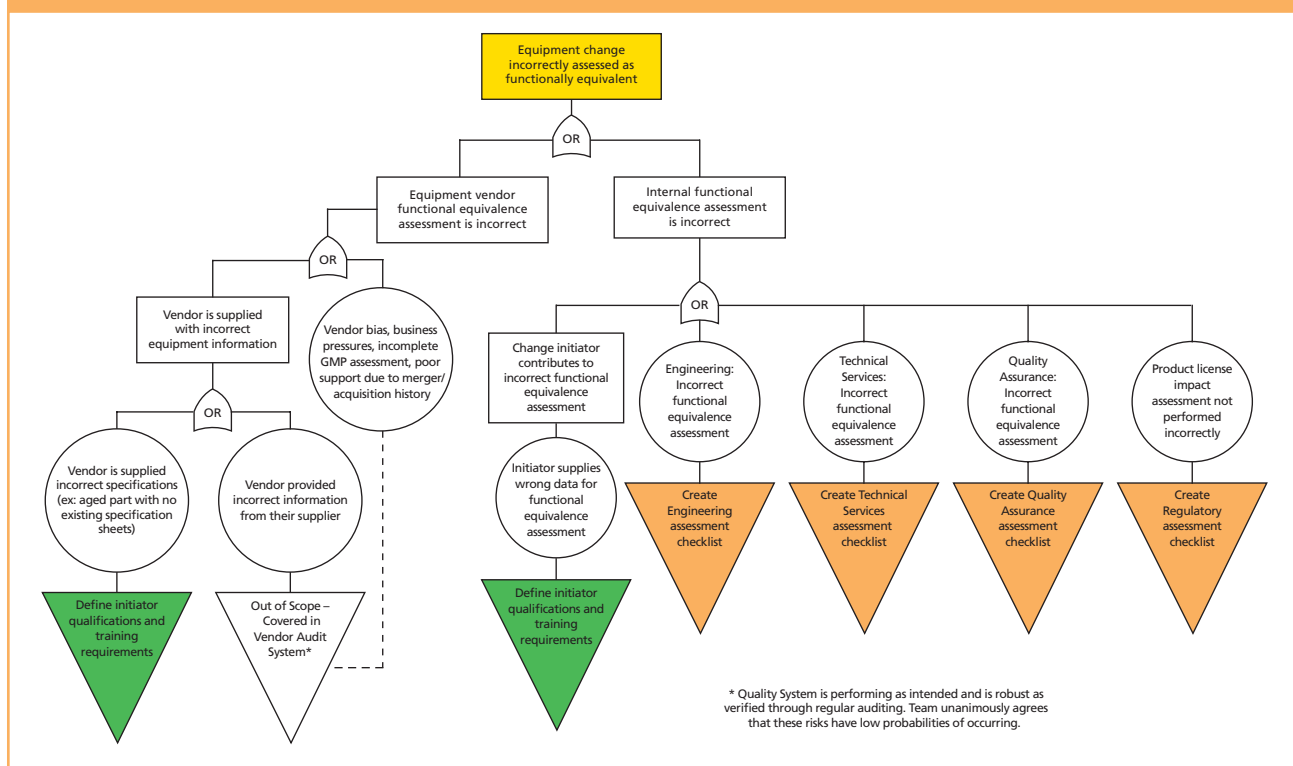 Equipment change
incorrectly assessed as
functionally equivalent
OR
Equipment vendor
functional equivalence
assessment is incorrect
Internal functional
equivalence assessment
is incorrect
OR
Vendor is supplied
with incorrect
equipment information
Vendor bias, business
pressures, incomplete
GMP assessment, poor
support due to merger/
acquisition history
OR
Change initiator
contributes to
incorrect functional
equivalence
assessment
Engineering:
Incorrect
functional
equivalence
assessment
Technical
Services:
Incorrect
functional
equivalence
assessment
Quality
Assurance:
Incorrect
functional
equivalence
assessment
Product license
impact
assessment not
performed
incorrectly
OR
Vendor is supplied
incorrect specifications
(ex: aged part with no
existing specification
sheets)
Vendor provided
incorrect information
from their supplier
Initiator supplies
wrong data for
functional
equivalence
assessment
Create
Engineering
assessment
checklist
Create Technical
Services
assessment
checklist
Create Quality
Assurance
assessment
checklist
Create
Regulatory
assessment
checklist
Define initiator
qualifications and
training
requirements
Out of Scope –
Covered in
Vendor Audit
System*
Define initiator
qualifications and
training
requirements
* Quality System is performing as intended and is robust as
verified through regular auditing. Team unanimously agrees
that these risks have low probabilities of occurring.